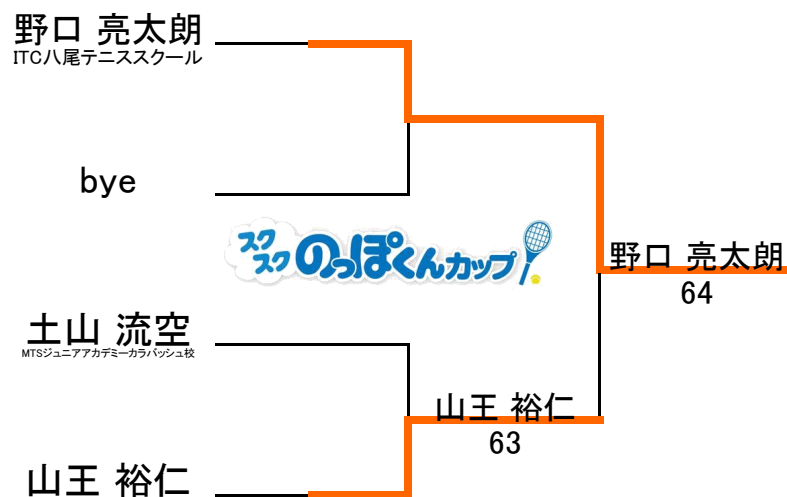 野口 亮太朗
ITC八尾テニススクール
bye
スク
スク
のっぽくんカップ
野口 亮太朗
64
土山 流空
MTSジュニアアカデミーカラバッシュ校
山王 裕仁
63
山王 裕仁